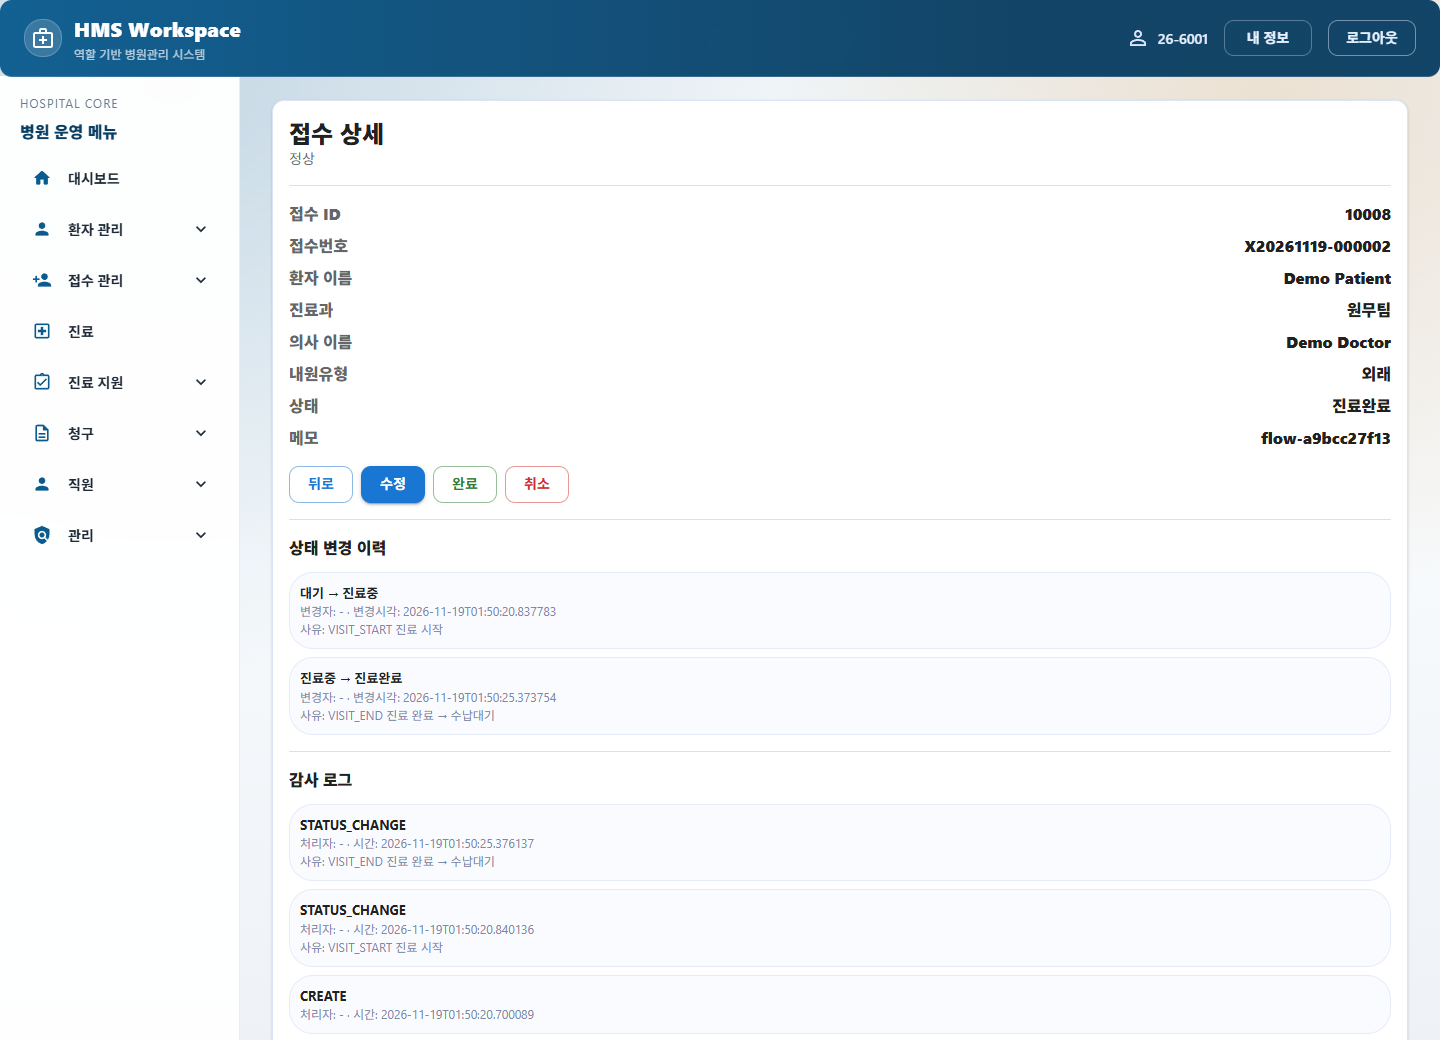 HMS Workspace
역할 기반 병원관리 시스템
26-6001
내 정보
로그아웃
HOSPITAL CORE
병원 운영 메뉴
대시보드
환자 관리
접수 관리
진료
진료 지원
청구
직원
관리
접수 상세
정상
접수 ID 10008
접수번호 X20261119-000002
환자 이름 Demo Patient
진료과 원무팀
의사 이름 Demo Doctor
내원유형 외래
상태 진료완료
메모 flow-a9bcc27f13
뒤로 수정 완료 취소
상태 변경 이력
대기 → 진료중
변경자: - · 변경시각: 2026-11-19T01:50:20.837783
사유: VISIT_START 진료 시작
진료중 → 진료완료
변경자: - · 변경시각: 2026-11-19T01:50:25.373754
사유: VISIT_END 진료 완료 → 수납대기
감사 로그
STATUS_CHANGE
처리자: - · 시간: 2026-11-19T01:50:25.376137
사유: VISIT_END 진료 완료 → 수납대기
STATUS_CHANGE
처리자: - · 시간: 2026-11-19T01:50:20.840136
사유: VISIT_START 진료 시작
CREATE
처리자: - · 시간: 2026-11-19T01:50:20.700089